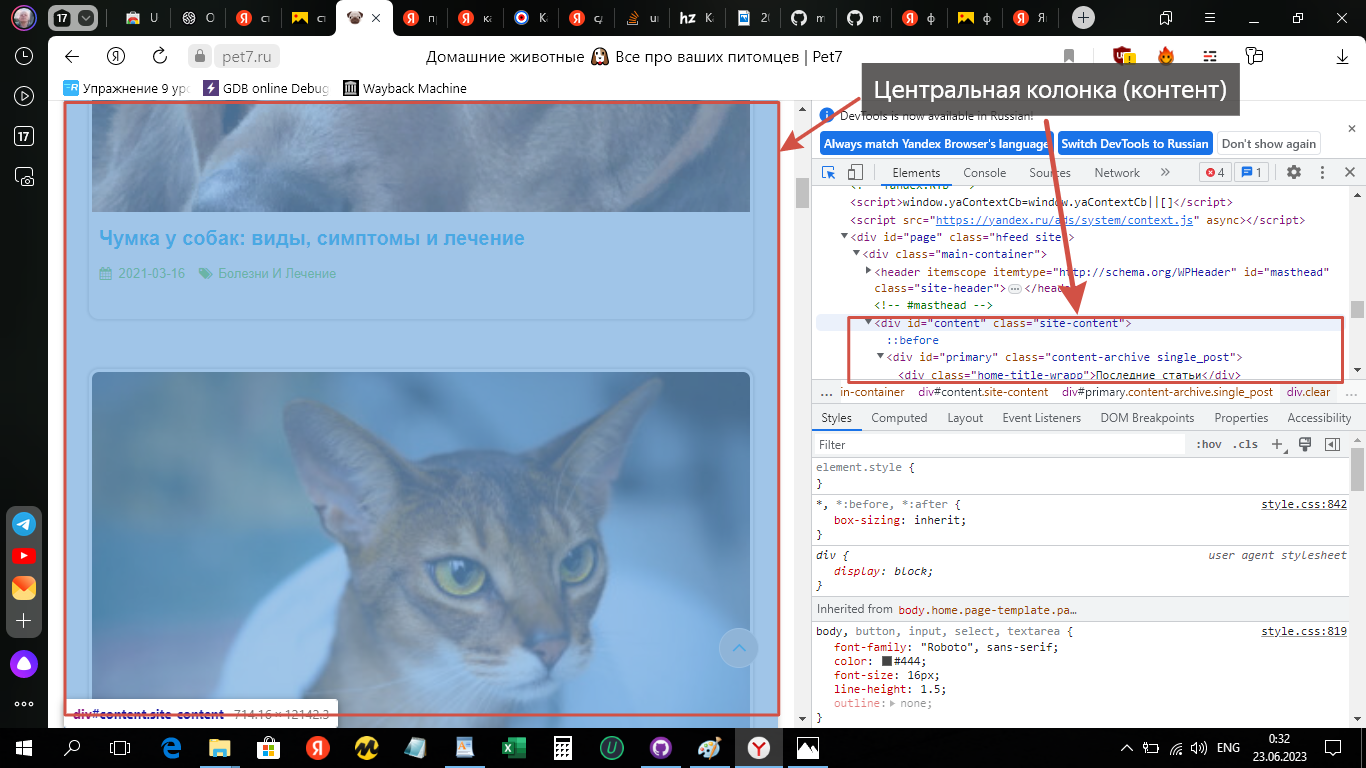 17
U
О
ст
ст
п
ка
К
сд
un
hz К
2(
m
m
ф
ф
Я
pet7.ru
Домашние животные Все про ваших питомцев | Pet7
Упражнение 9 уро
GDB online Debug
Wayback Machine
Центральная колонка (контент)
17
DevTools is now available in Russian!
Always match Yandex Browser's language
Switch DevTools to Russian
Don't show again
Elements Console Sources Network » 4 1
<script>window.yaContextCb=window.yaContextCb||[]</script>
<script src="https://yandex.ru/ads/system/context.js" async></script>
<div id="page" class="hfeed site">
<div class="main-container">
<header itemscope itemtype="http://schema.org/WPHeader" id="masthead"
class="site-header"> … </header>
<!-- #masthead -->
<div id="content" class="site-content">
::before
<div id="primary" class="content-archive single_post">
<div class="home-title-wrapp">Последние статьи</div>
... in-container div#content.site-content div#primary.content-archive.single_post div.clear ...
Styles Computed Layout Event Listeners DOM Breakpoints Properties Accessibility
Filter :hov .cls +
element.style {
}
*, *:before, *:after { style.css:842
box-sizing: inherit;
}
div { user agent stylesheet
display: block;
}
Inherited from body.home.page-template.pa…
body, button, input, select, textarea { style.css:819
font-family: "Roboto", sans-serif;
color: #444;
font-size: 16px;
line-height: 1.5;
outline: none;
}
Чумка у собак: виды, симптомы и лечение
2021-03-16 Болезни И Лечение
div#content.site-content 714.16 × 12142.3
ENG
0:32
23.06.2023